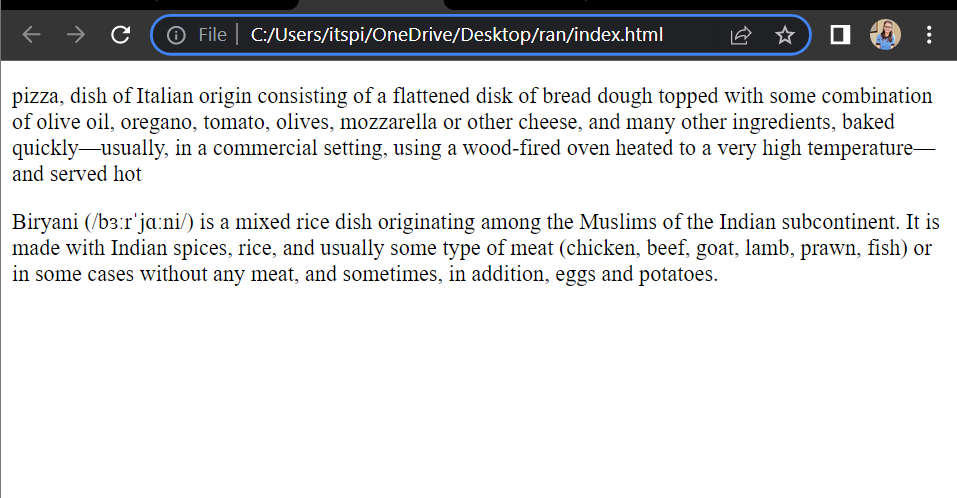 File | C:/Users/itspi/OneDrive/Desktop/ran/index.html
pizza, dish of Italian origin consisting of a flattened disk of bread dough topped with some combination
of olive oil, oregano, tomato, olives, mozzarella or other cheese, and many other ingredients, baked
quickly—usually, in a commercial setting, using a wood-fired oven heated to a very high temperature—
and served hot
Biryani (/bɜːrˈjɑːni/) is a mixed rice dish originating among the Muslims of the Indian subcontinent. It is
made with Indian spices, rice, and usually some type of meat (chicken, beef, goat, lamb, prawn, fish) or
in some cases without any meat, and sometimes, in addition, eggs and potatoes.